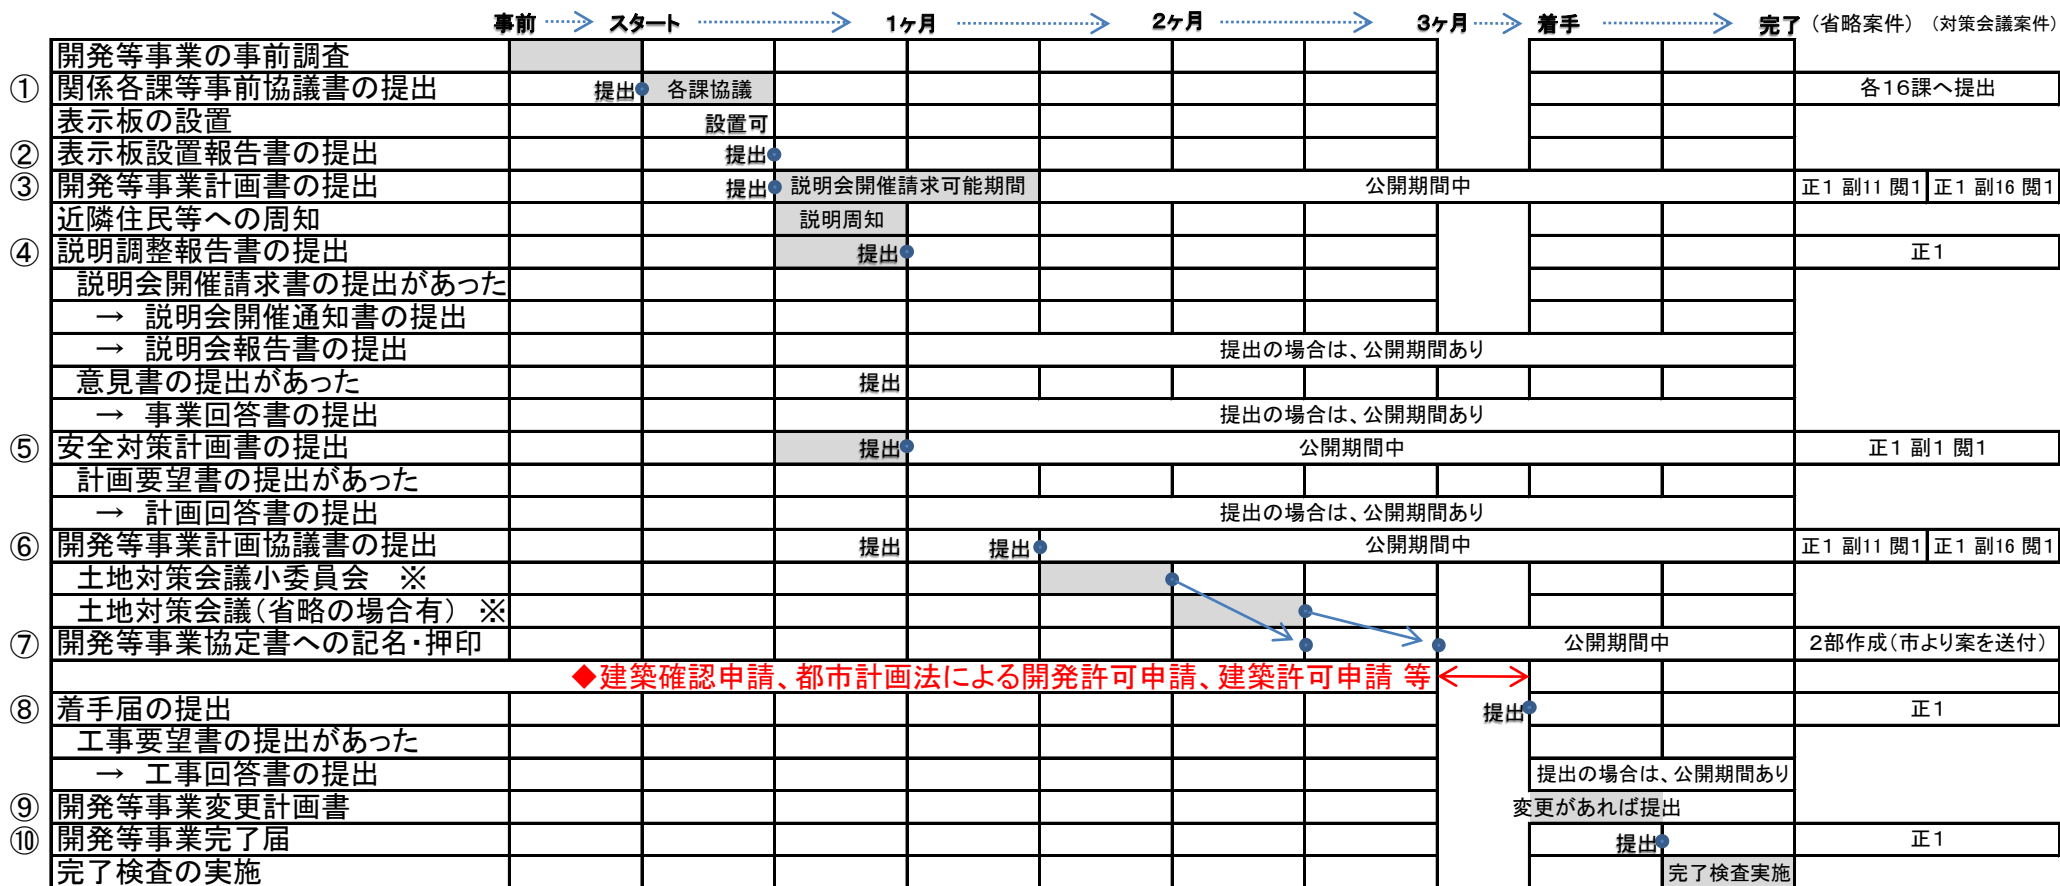 事前 スタート 1ヶ月 2ヶ月 3ヶ月 着手 完了 (省略案件) (対策会議案件)
開発等事業の事前調査
① 関係各課等事前協議書の提出 提出 各課協議 各16課へ提出
表示板の設置 設置可
② 表示板設置報告書の提出 提出
③ 開発等事業計画書の提出 提出 説明会開催請求可能期間 公開期間中 正1 副11 閲1 正1 副16 閲1
近隣住民等への周知 説明周知
④ 説明調整報告書の提出 提出 正1
説明会開催請求書の提出があった
→ 説明会開催通知書の提出
→ 説明会報告書の提出 提出の場合は、公開期間あり
意見書の提出があった 提出
→ 事業回答書の提出 提出の場合は、公開期間あり
⑤ 安全対策計画書の提出 提出 公開期間中 正1 副1 閲1
計画要望書の提出があった
→ 計画回答書の提出 提出の場合は、公開期間あり
⑥ 開発等事業計画協議書の提出 提出 提出 公開期間中 正1 副11 閲1 正1 副16 閲1
土地対策会議小委員会 ※
土地対策会議(省略の場合有) ※
⑦ 開発等事業協定書への記名・押印 公開期間中 2部作成(市より案を送付)
◆建築確認申請、都市計画法による開発許可申請、建築許可申請 等
⑧ 着手届の提出 提出 正1
工事要望書の提出があった
→ 工事回答書の提出 提出の場合は、公開期間あり
⑨ 開発等事業変更計画書 変更があれば提出
⑩ 開発等事業完了届 提出 正1
完了検査の実施 完了検査実施